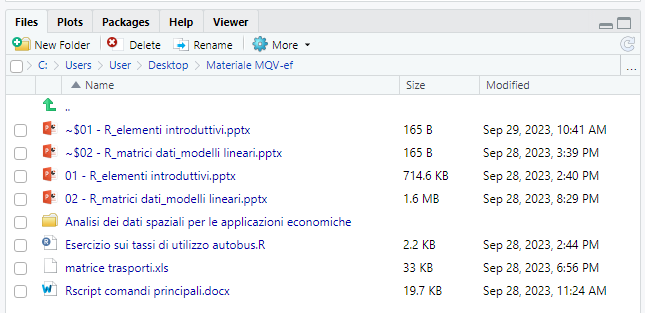 Files Plots Packages Help Viewer
New Folder Delete Rename More
C: Users User Desktop Materiale MQV-ef ...
Name Size Modified
..
~$01 - R_elementi introduttivi.pptx 165 B Sep 29, 2023, 10:41 AM
~$02 - R_matrici dati_modelli lineari.pptx 165 B Sep 28, 2023, 3:39 PM
01 - R_elementi introduttivi.pptx 714.6 KB Sep 28, 2023, 2:40 PM
02 - R_matrici dati_modelli lineari.pptx 1.6 MB Sep 28, 2023, 8:29 PM
Analisi dei dati spaziali per le applicazioni economiche
Esercizio sui tassi di utilizzo autobus.R 2.2 KB Sep 28, 2023, 2:44 PM
matrice trasporti.xls 33 KB Sep 28, 2023, 6:56 PM
Rscript comandi principali.docx 19.7 KB Sep 28, 2023, 11:24 AM